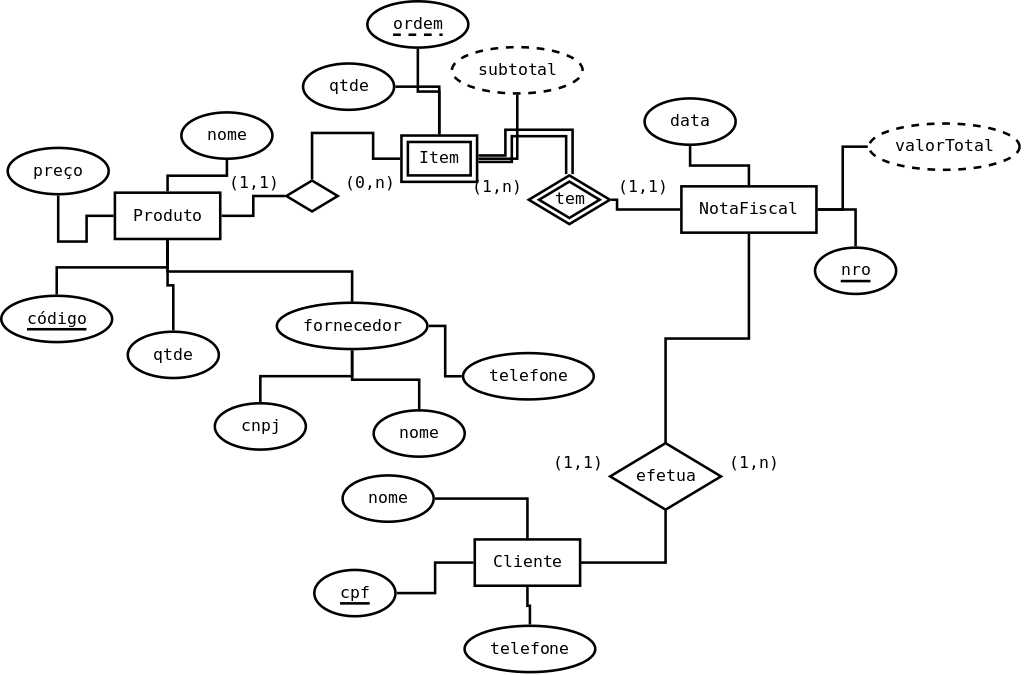 ordem
subtotal
qtde
data
nome
valorTotal
preço
Item
(1,1)
(0,n)
(1,n)
(1,1)
tem
Produto
NotaFiscal
nro
código
fornecedor
qtde
telefone
cnpj
nome
(1,1)
(1,n)
efetua
nome
Cliente
cpf
telefone